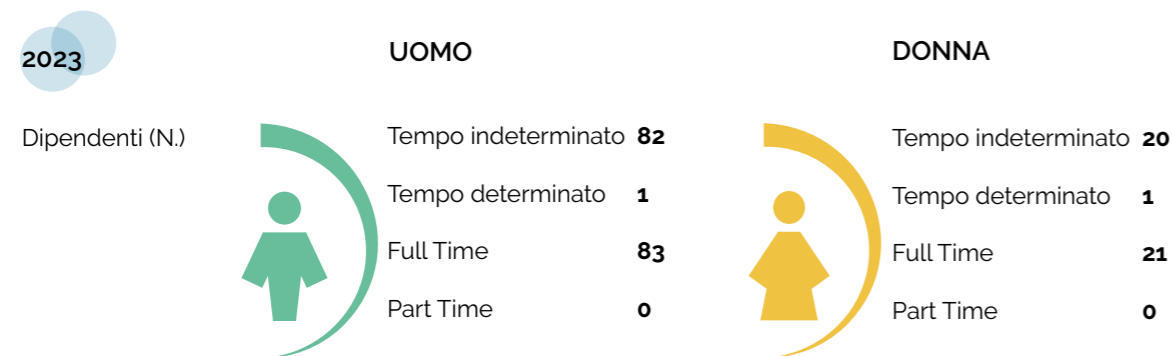 2023
UOMO
DONNA
Dipendenti (N.)
Tempo indeterminato 82
Tempo determinato 1
Full Time 83
Part Time 0
Tempo indeterminato 20
Tempo determinato 1
Full Time 21
Part Time 0